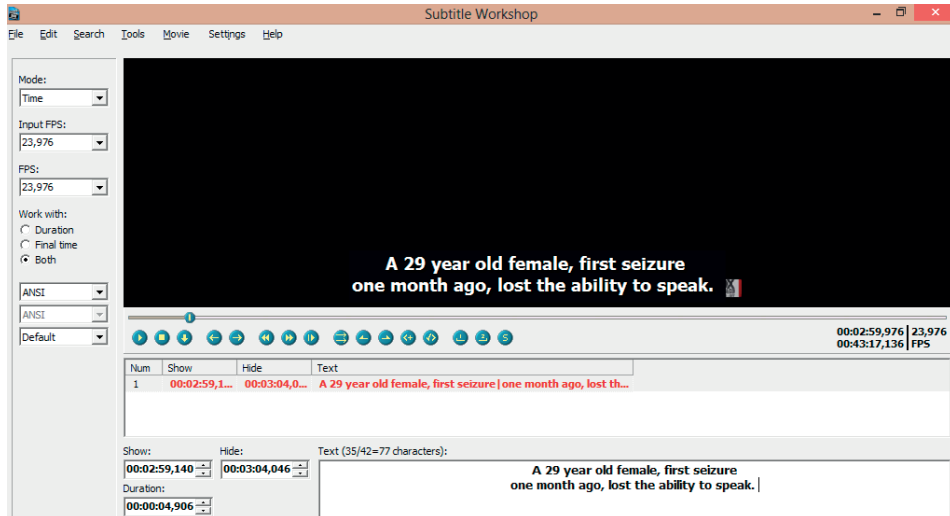 Subtitle Workshop
File Edit Search Tools Movie Settings Help
Mode:
Time
Input FPS:
23,976
FPS:
23,976
Work with:
Duration
Final time
Both
ANSI
ANSI
Default
A 29 year old female, first seizure
one month ago, lost the ability to speak.
00:02:59,976 23,976
00:43:17,136 FPS
Num Show Hide Text
1 00:02:59,1... 00:03:04,0... A 29 year old female, first seizure|one month ago, lost th...
Show: Hide: Text (35/42=77 characters):
00:02:59,140 00:03:04,046
Duration:
00:00:04,906
A 29 year old female, first seizure
one month ago, lost the ability to speak.